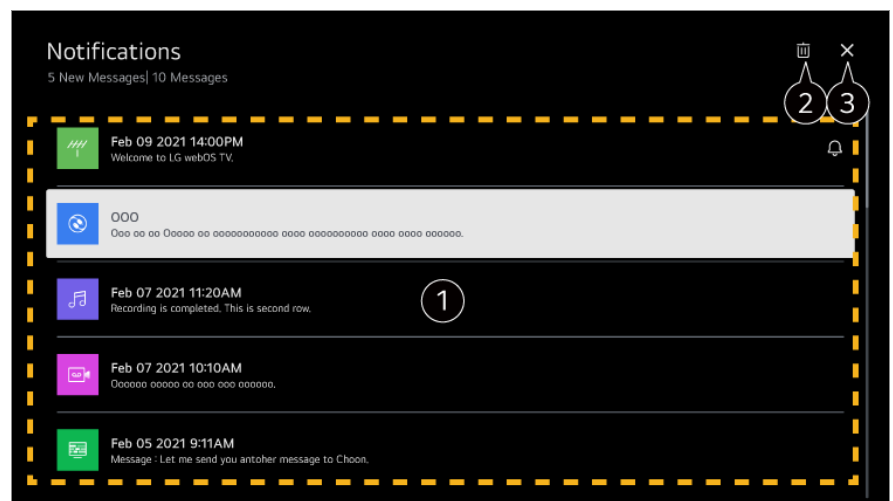 Notifications
5 New Messages| 10 Messages
2
3
Feb 09 2021 14:00PM
Welcome to LG webOS TV.
OOO
Ooo oo oo Ooooo oo ooooooooooo oooo oooooooooo oooo oooo oooooo.
Feb 07 2021 11:20AM
Recording is completed. This is second row.
1
Feb 07 2021 10:10AM
Oooooo ooooo oo ooo ooo oooooo.
Feb 05 2021 9:11AM
Message : Let me send you antoher message to Choon.